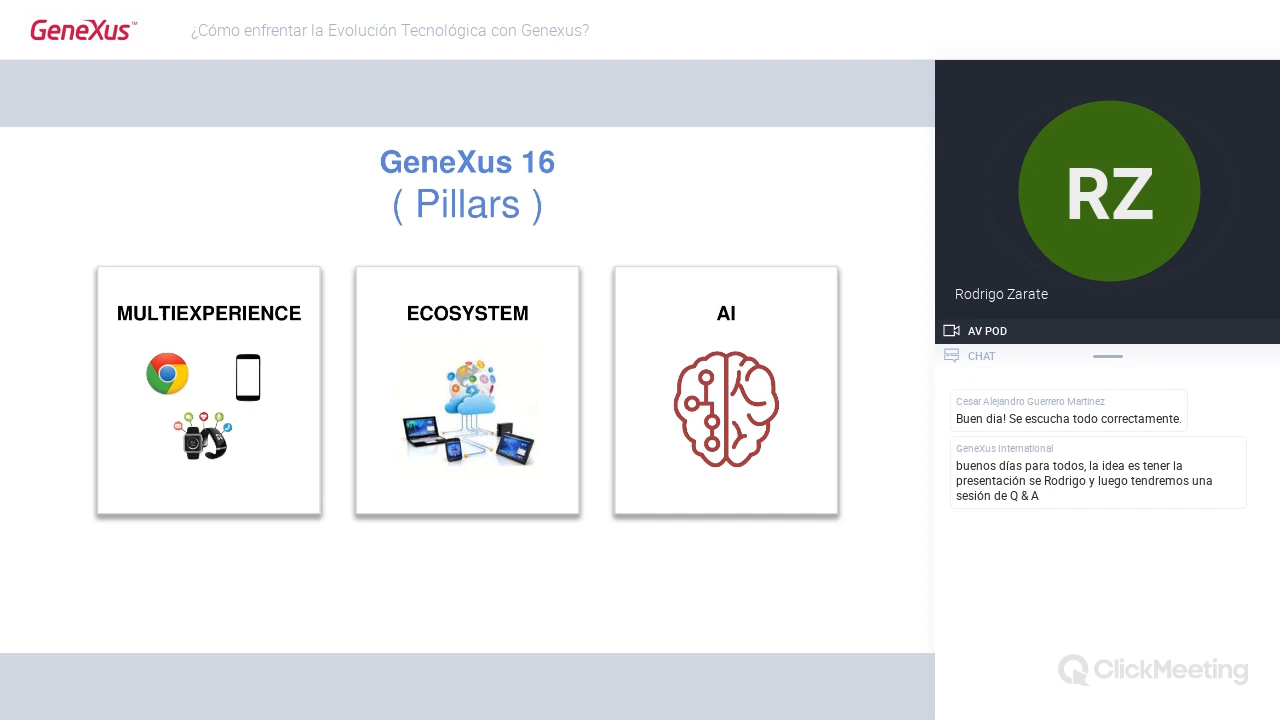 GeneXus™
¿Cómo enfrentar la Evolución Tecnológica con Genexus?
GeneXus 16
( Pillars )
MULTIEXPERIENCE
ECOSYSTEM
AI
RZ
Rodrigo Zarate
AV POD
CHAT
Cesar Alejandro Guerrero Martinez
Buen dia! Se escucha todo correctamente.
GeneXus International
buenos días para todos, la idea es tener la
presentación se Rodrigo y luego tendremos una
sesión de Q & A
ClickMeeting